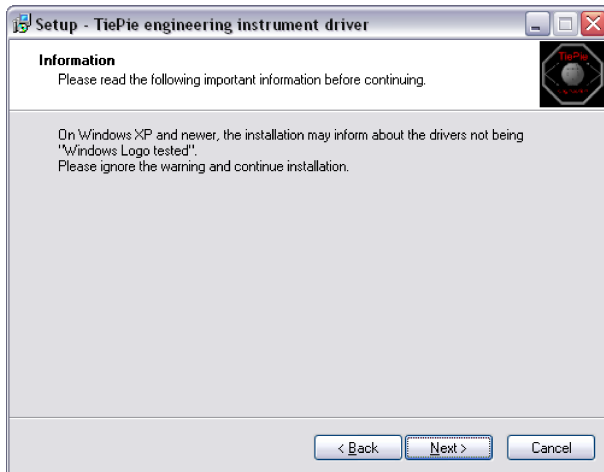 Setup - TiePie engineering instrument driver
Information
Please read the following important information before continuing.
TiePie
On Windows XP and newer, the installation may inform about the drivers not being
"Windows Logo tested".
Please ignore the warning and continue installation.
< Back
Next >
Cancel